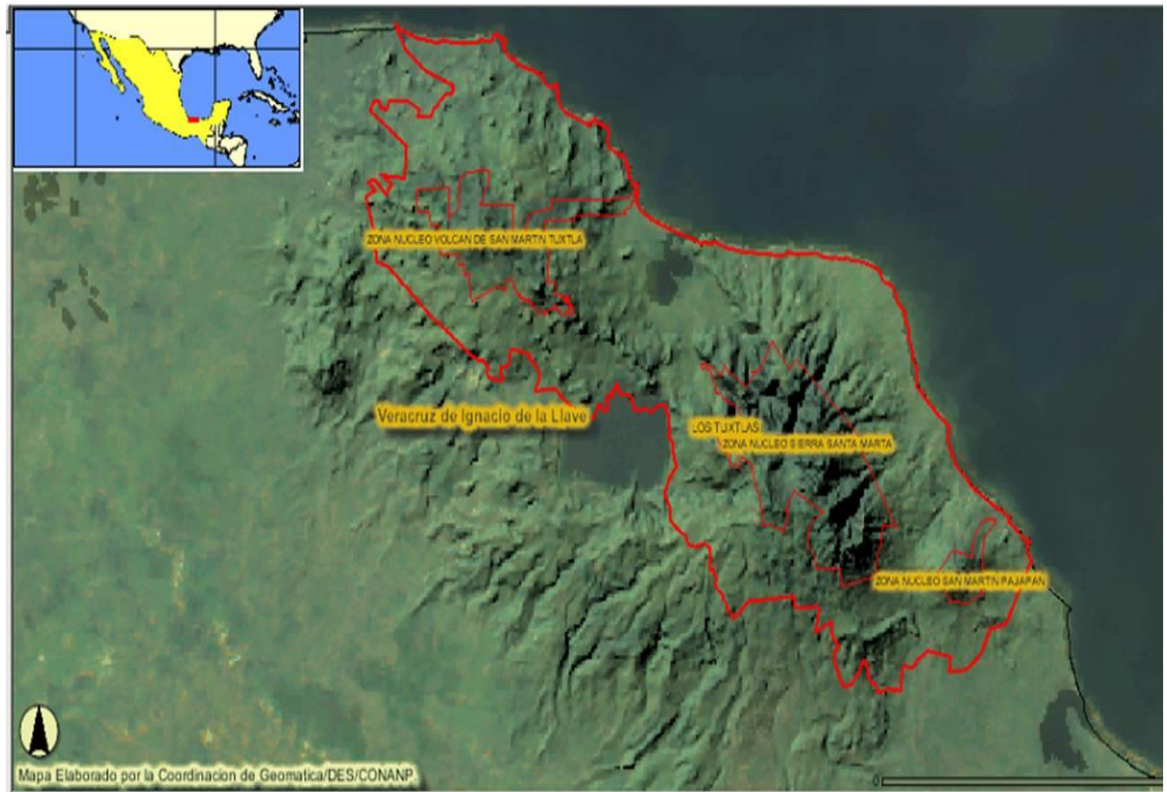 ZONA NUCLEO VOLCAN DE SAN MARTIN TUXTLA
Veracruz de Ignacio de la Llave
LOS TUXTLAS
ZONA NUCLEO SIERRA SANTA MARTA
ZONA NUCLEO SAN MARTIN PAJAPAN
Mapa Elaborado por la Coordinacion de Geomatica/DES/CONANP.
0